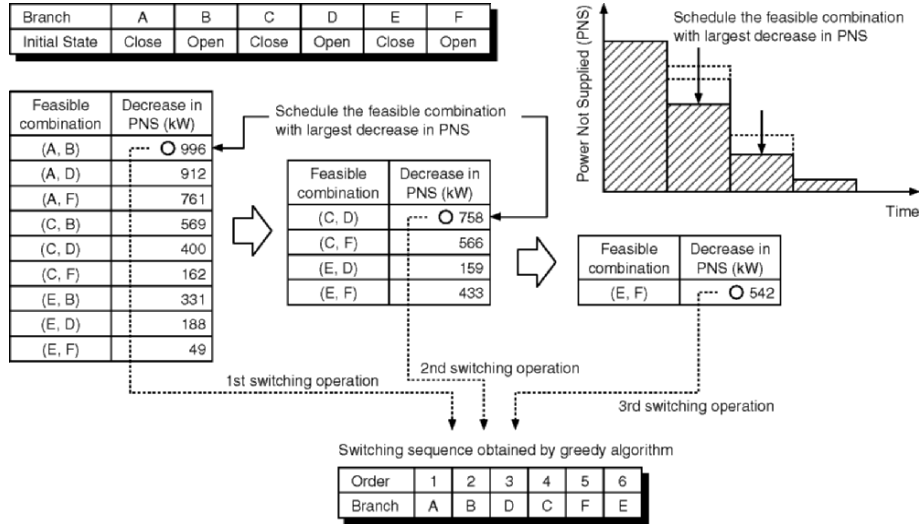 Branch A B C D E F
Initial State Close Open Close Open Close Open
Schedule the feasible combination
with largest decrease in PNS
Power Not Supplied (PNS)
Time
Feasible combination Decrease in PNS (kW)
(A, B) 996
(A, D) 912
(A, F) 761
(C, B) 569
(C, D) 400
(C, F) 162
(E, B) 331
(E, D) 188
(E, F) 49
Schedule the feasible combination
with largest decrease in PNS
Feasible combination Decrease in PNS (kW)
(C, D) 758
(C, F) 566
(E, D) 159
(E, F) 433
Feasible combination Decrease in PNS (kW)
(E, F) 542
1st switching operation
2nd switching operation
3rd switching operation
Switching sequence obtained by greedy algorithm
Order 1 2 3 4 5 6
Branch A B D C F E